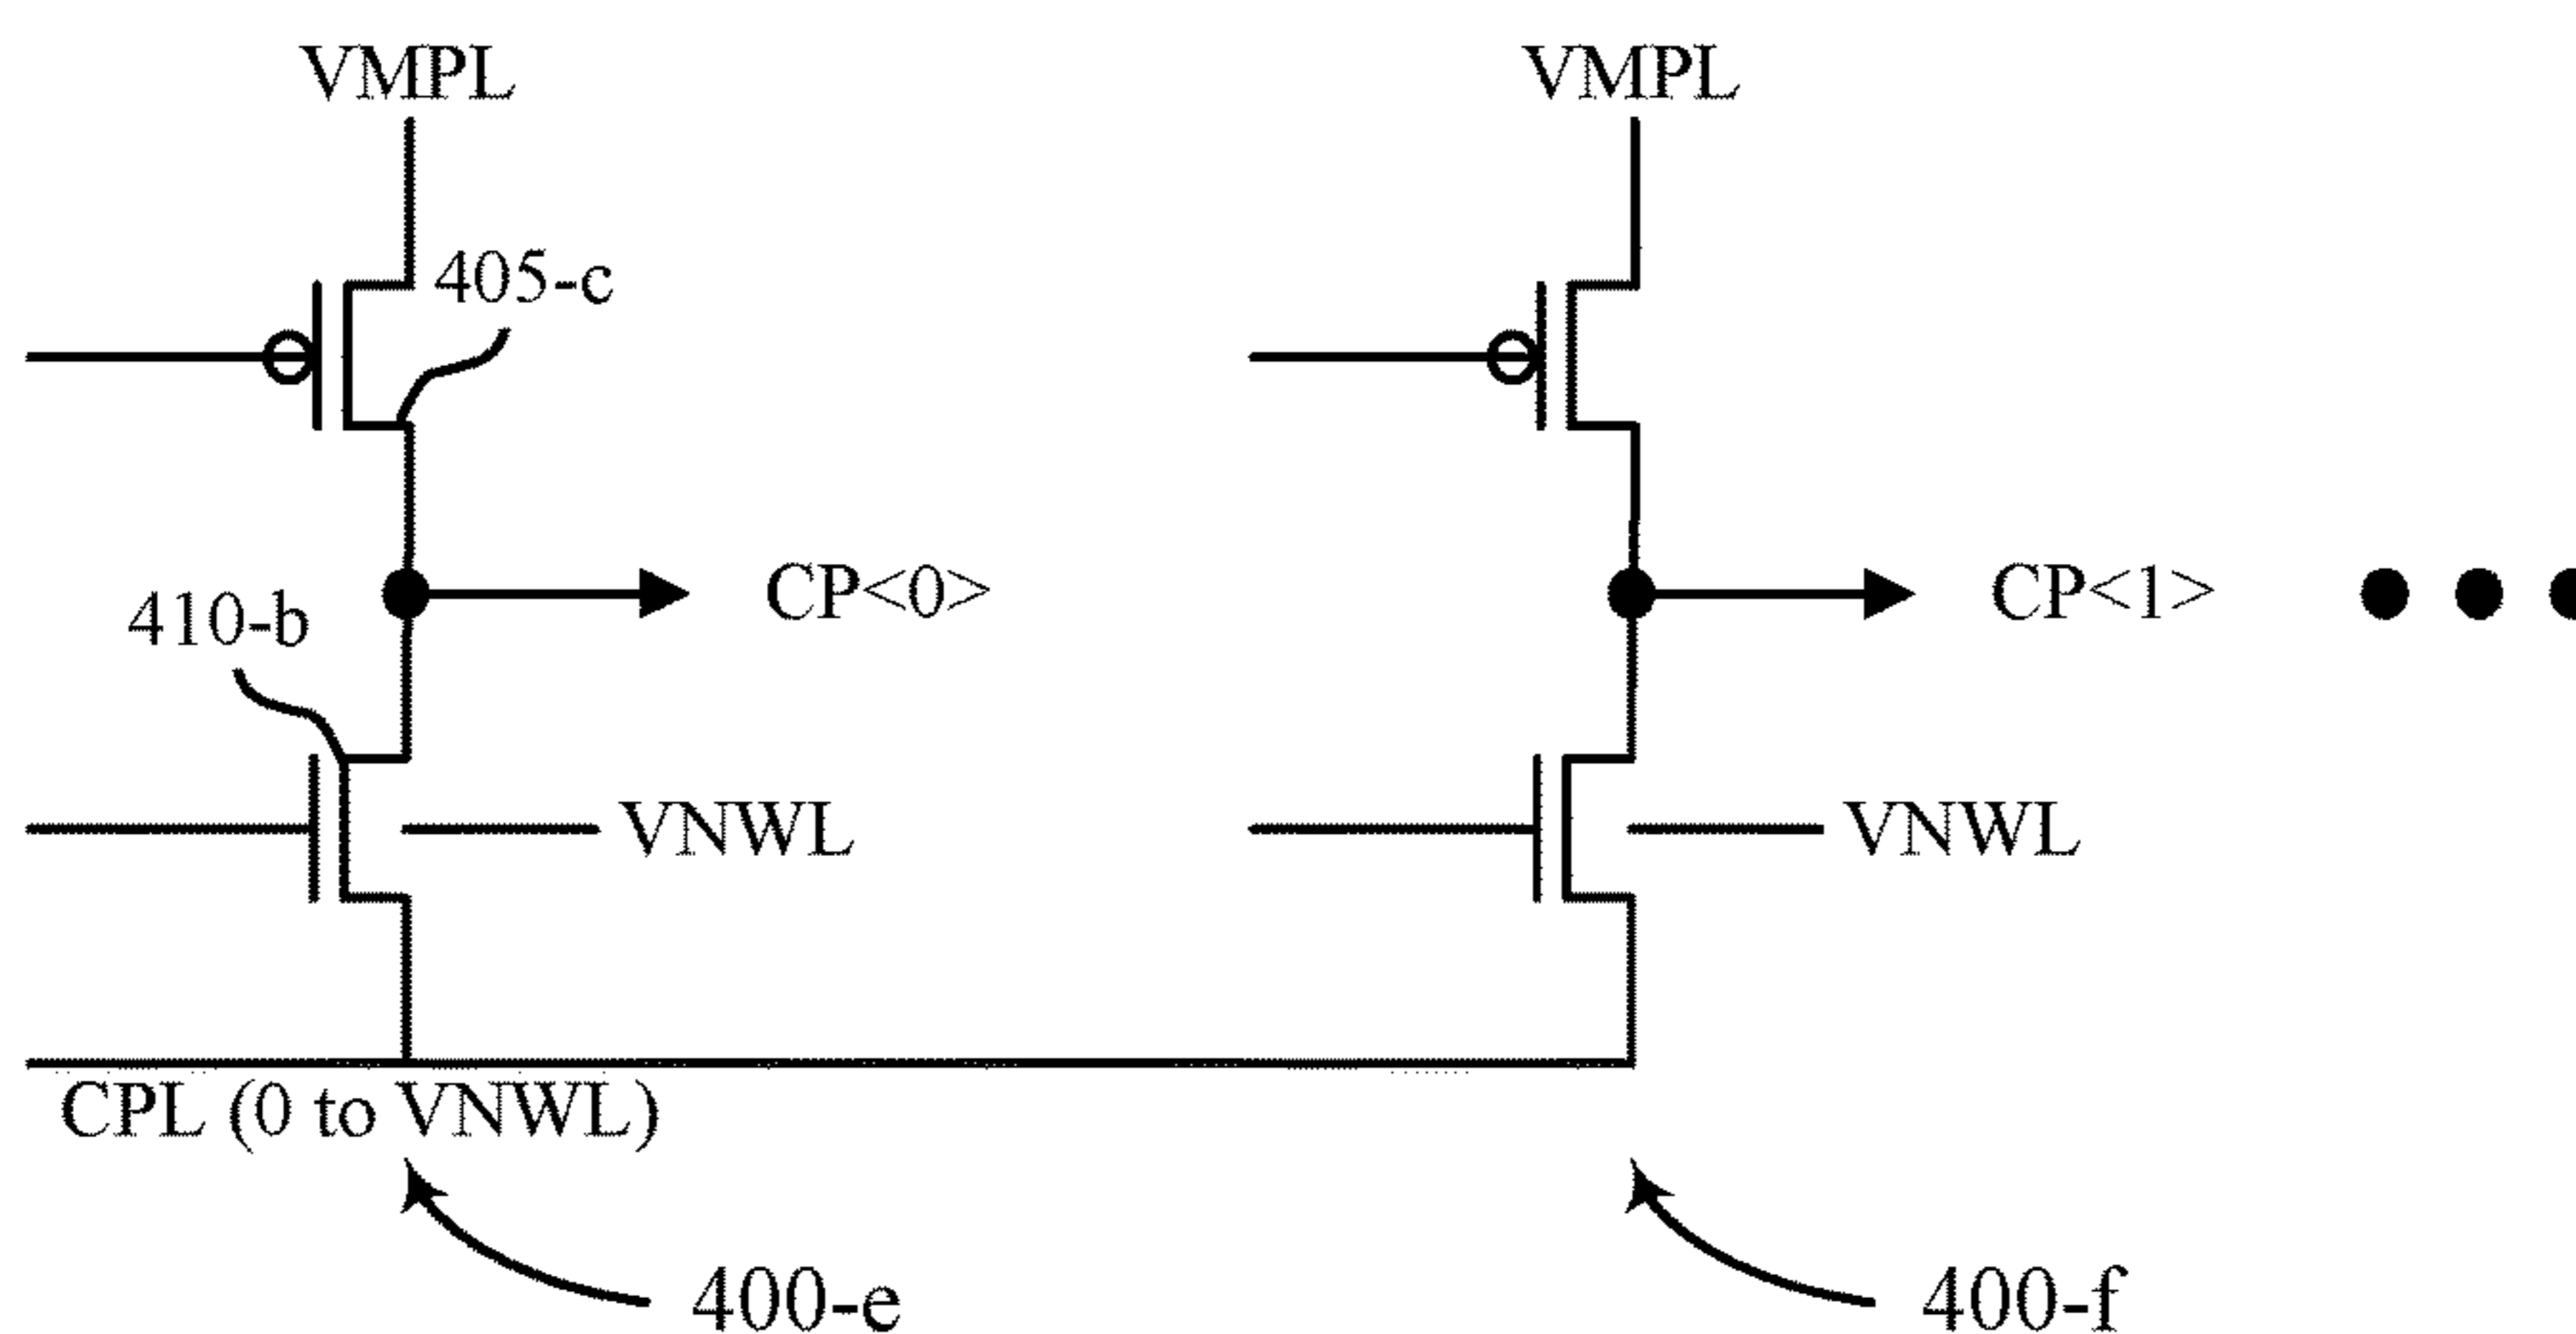 VMPL
VMPL
405-c
CP<0>
CP<1>
410-b
VNWL
VNWL
CPL (0 to VNWL)
400-e
400-f